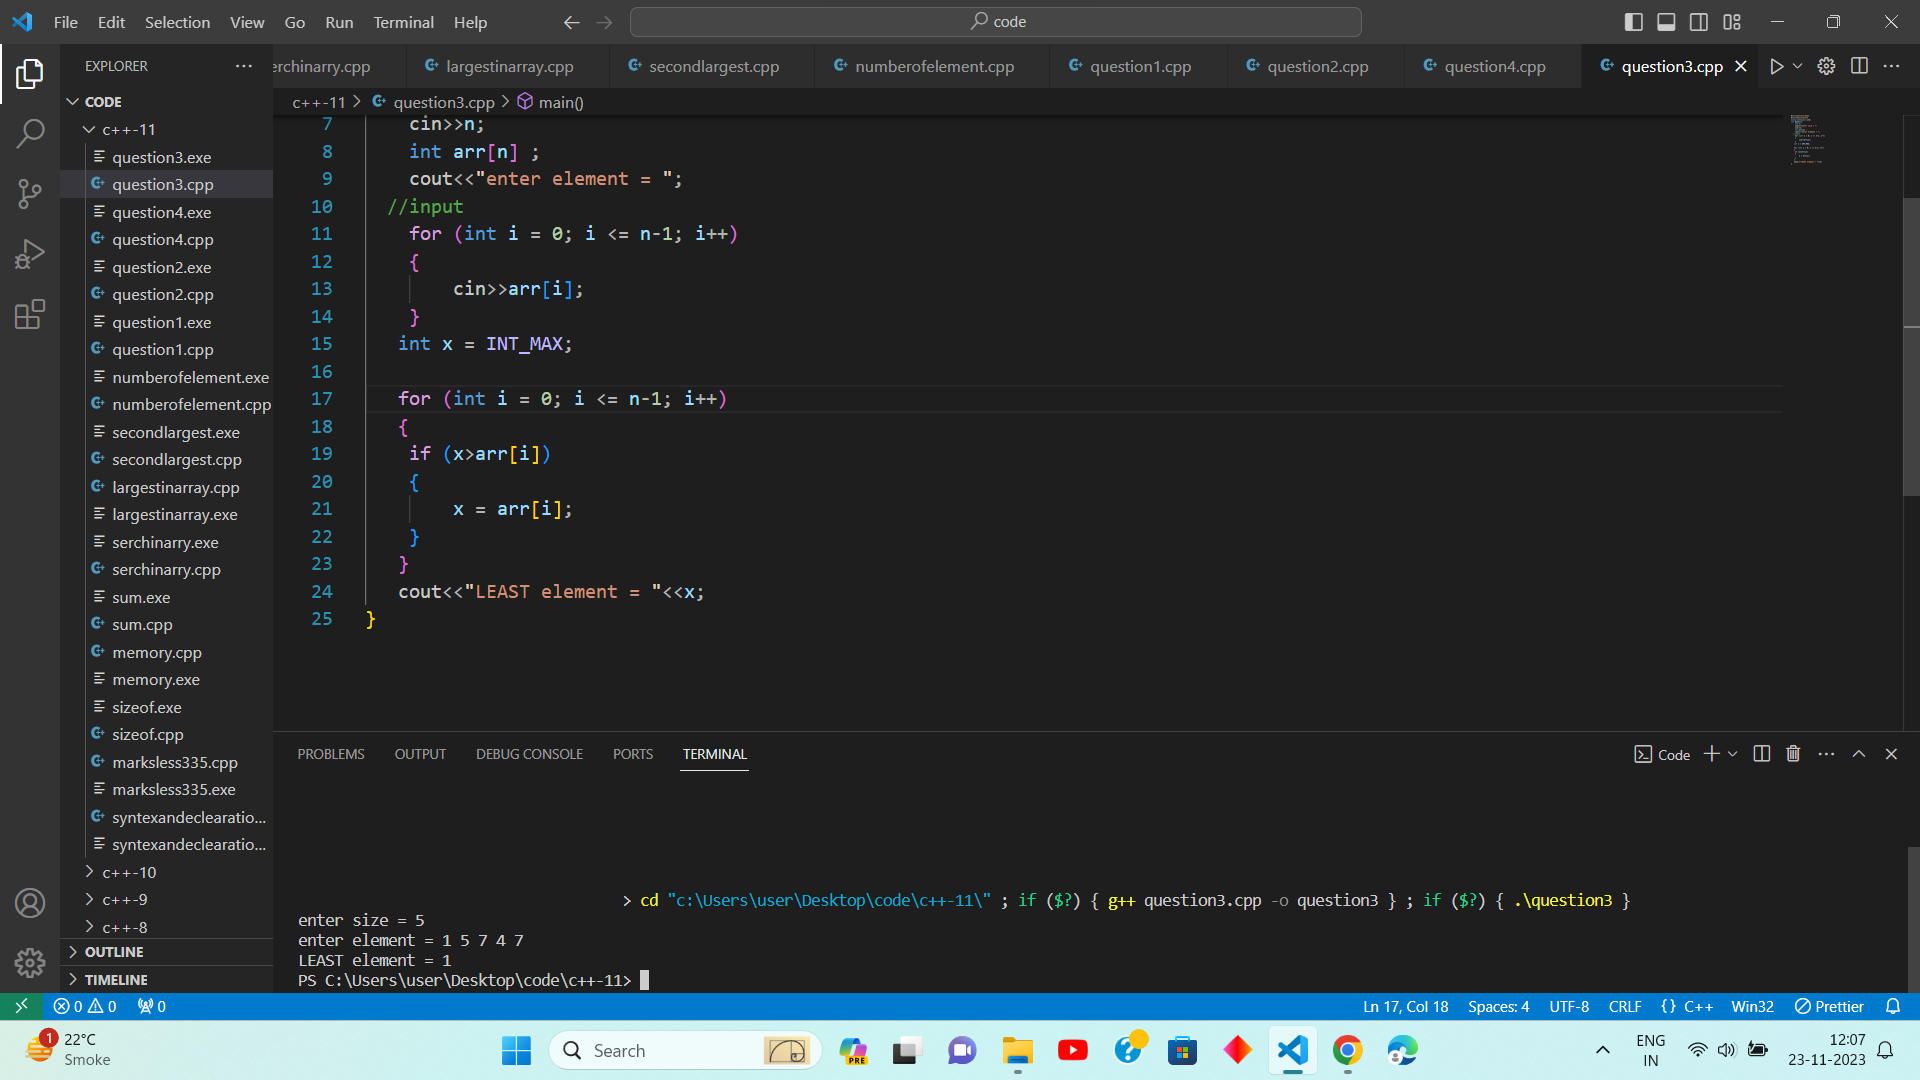 File Edit Selection View Go Run Terminal Help
code
EXPLORER
erchinarry.cpp largestinarray.cpp secondlargest.cpp numberofelement.cpp question1.cpp question2.cpp question4.cpp question3.cpp
CODE
c++-11 > question3.cpp > main()
c++-11
question3.exe
question3.cpp
question4.exe
question4.cpp
question2.exe
question2.cpp
question1.exe
question1.cpp
numberofelement.exe
numberofelement.cpp
secondlargest.exe
secondlargest.cpp
largestinarray.cpp
largestinarray.exe
serchinarry.exe
serchinarry.cpp
sum.exe
sum.cpp
memory.cpp
memory.exe
sizeof.exe
sizeof.cpp
marksless335.cpp
marksless335.exe
syntexandeclearatio...
syntexandeclearatio...
c++-10
c++-9
c++-8
OUTLINE
TIMELINE
7 cin>>n;
8 int arr[n] ;
9 cout<<"enter element = ";
10 //input
11 for (int i = 0; i <= n-1; i++)
12 {
13 cin>>arr[i];
14 }
15 int x = INT_MAX;
16
17 for (int i = 0; i <= n-1; i++)
18 {
19 if (x>arr[i])
20 {
21 x = arr[i];
22 }
23 }
24 cout<<"LEAST element = "<<x;
25 }
PROBLEMS OUTPUT DEBUG CONSOLE PORTS TERMINAL
Code
> cd "c:\Users\user\Desktop\code\c++-11\" ; if ($?) { g++ question3.cpp -o question3 } ; if ($?) { .\question3 }
enter size = 5
enter element = 1 5 7 4 7
LEAST element = 1
PS C:\Users\user\Desktop\code\c++-11>
0 0 0
Ln 17, Col 18 Spaces: 4 UTF-8 CRLF {} C++ Win32 Prettier
1
22°C
Smoke
Search
PRE
ENG
IN
12:07
23-11-2023